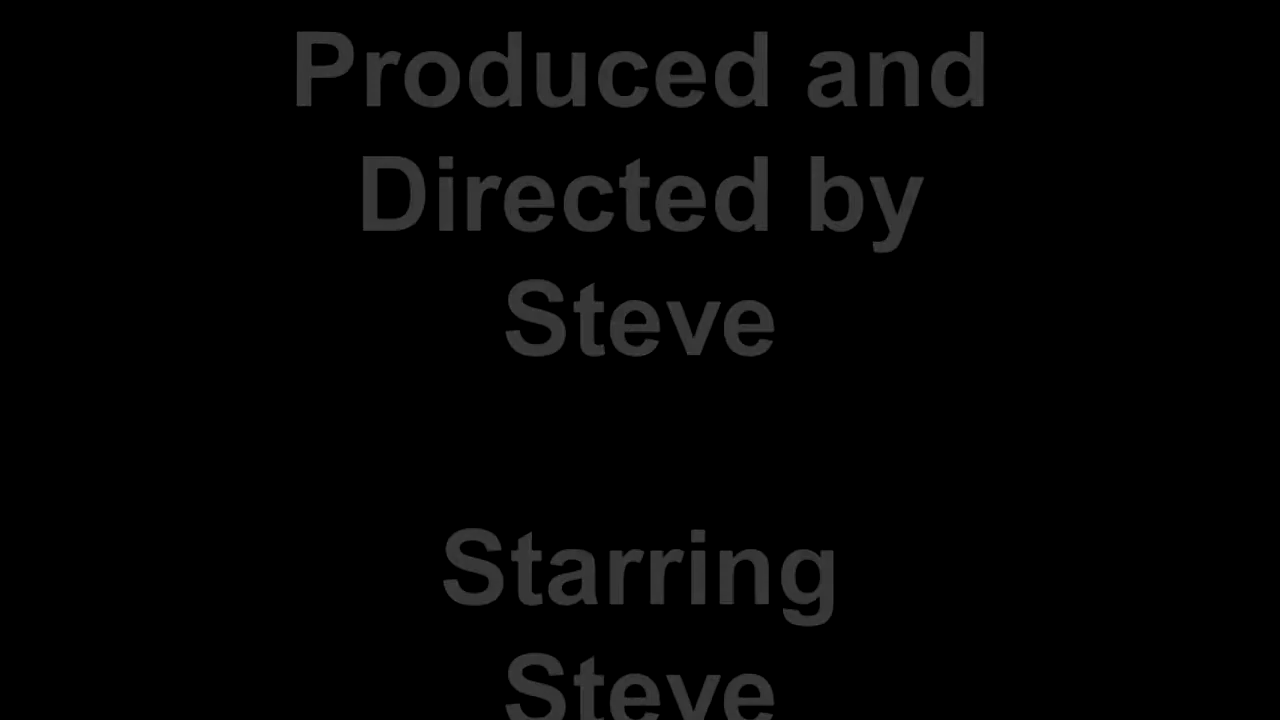 Produced and
Directed by
Steve
Starring
Steve